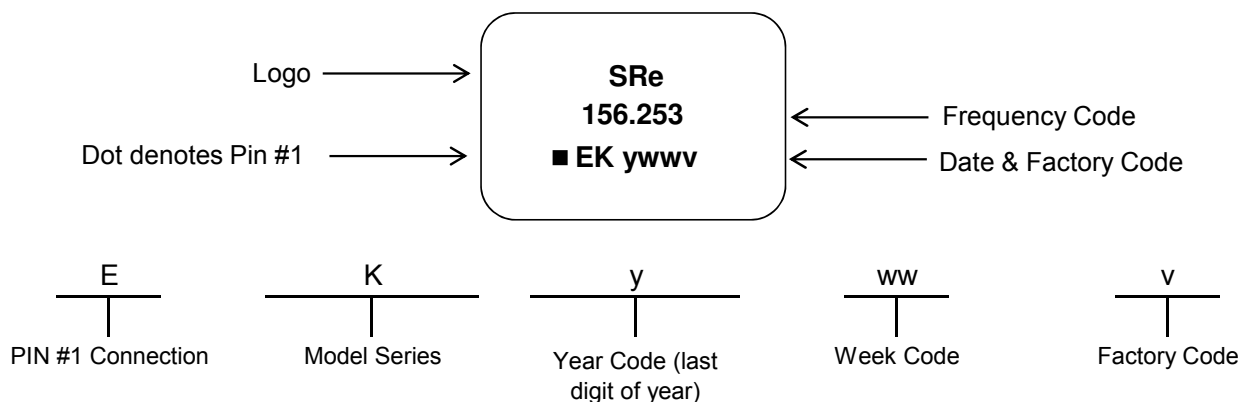 Logo
SRe
156.253
Frequency Code
Dot denotes Pin #1
■ EK ywwv
Date & Factory Code
E
K
y
ww
v
PIN #1 Connection
Model Series
Year Code (last
digit of year)
Week Code
Factory Code